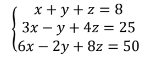 x + y + z = 8
3x − y + 4z = 25
6x − 2y + 8z = 50